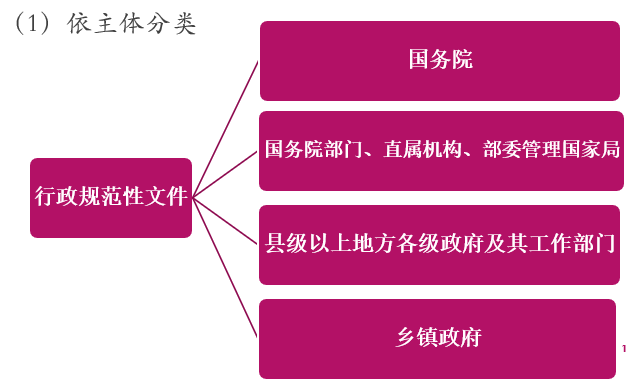 （1）依主体分类
国务院
国务院部门、直属机构、部委管理国家局
行政规范性文件
县级以上地方各级政府及其工作部门
乡镇政府
1